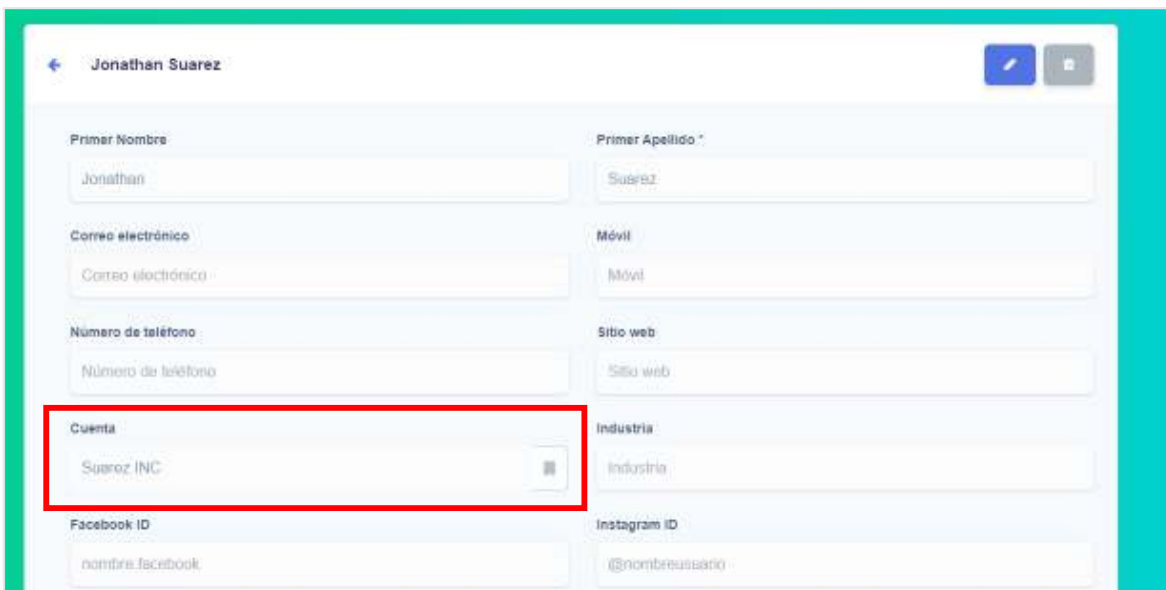 Jonathan Suarez
Primer Nombre
Primer Apellido *
Jonathan
Suarez
Correo electrónico
Móvil
Correo electrónico
Móvil
Número de teléfono
Sitio web
Número de teléfono
Sitio web
Cuenta
Industria
Suarez INC
Industria
Facebook ID
Instagram ID
nombre.facebook
@nombreusuario